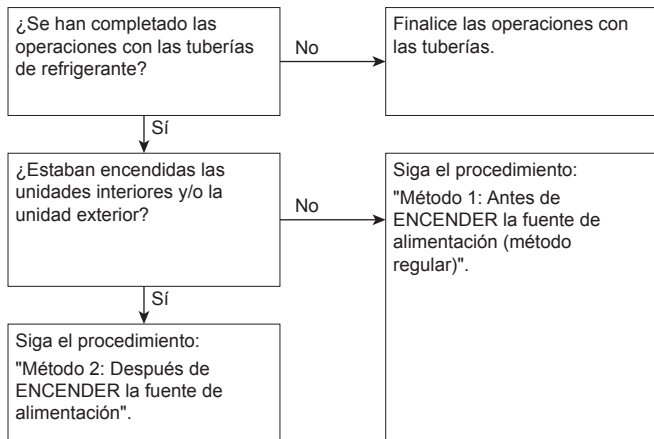 ¿Se han completado las
operaciones con las tuberías
de refrigerante?
No
Finalice las operaciones con
las tuberías.
Sí
¿Estaban encendidas las
unidades interiores y/o la
unidad exterior?
No
Siga el procedimiento:
"Método 1: Antes de
ENCENDER la fuente de
alimentación (método
regular)".
Sí
Siga el procedimiento:
"Método 2: Después de
ENCENDER la fuente de
alimentación".